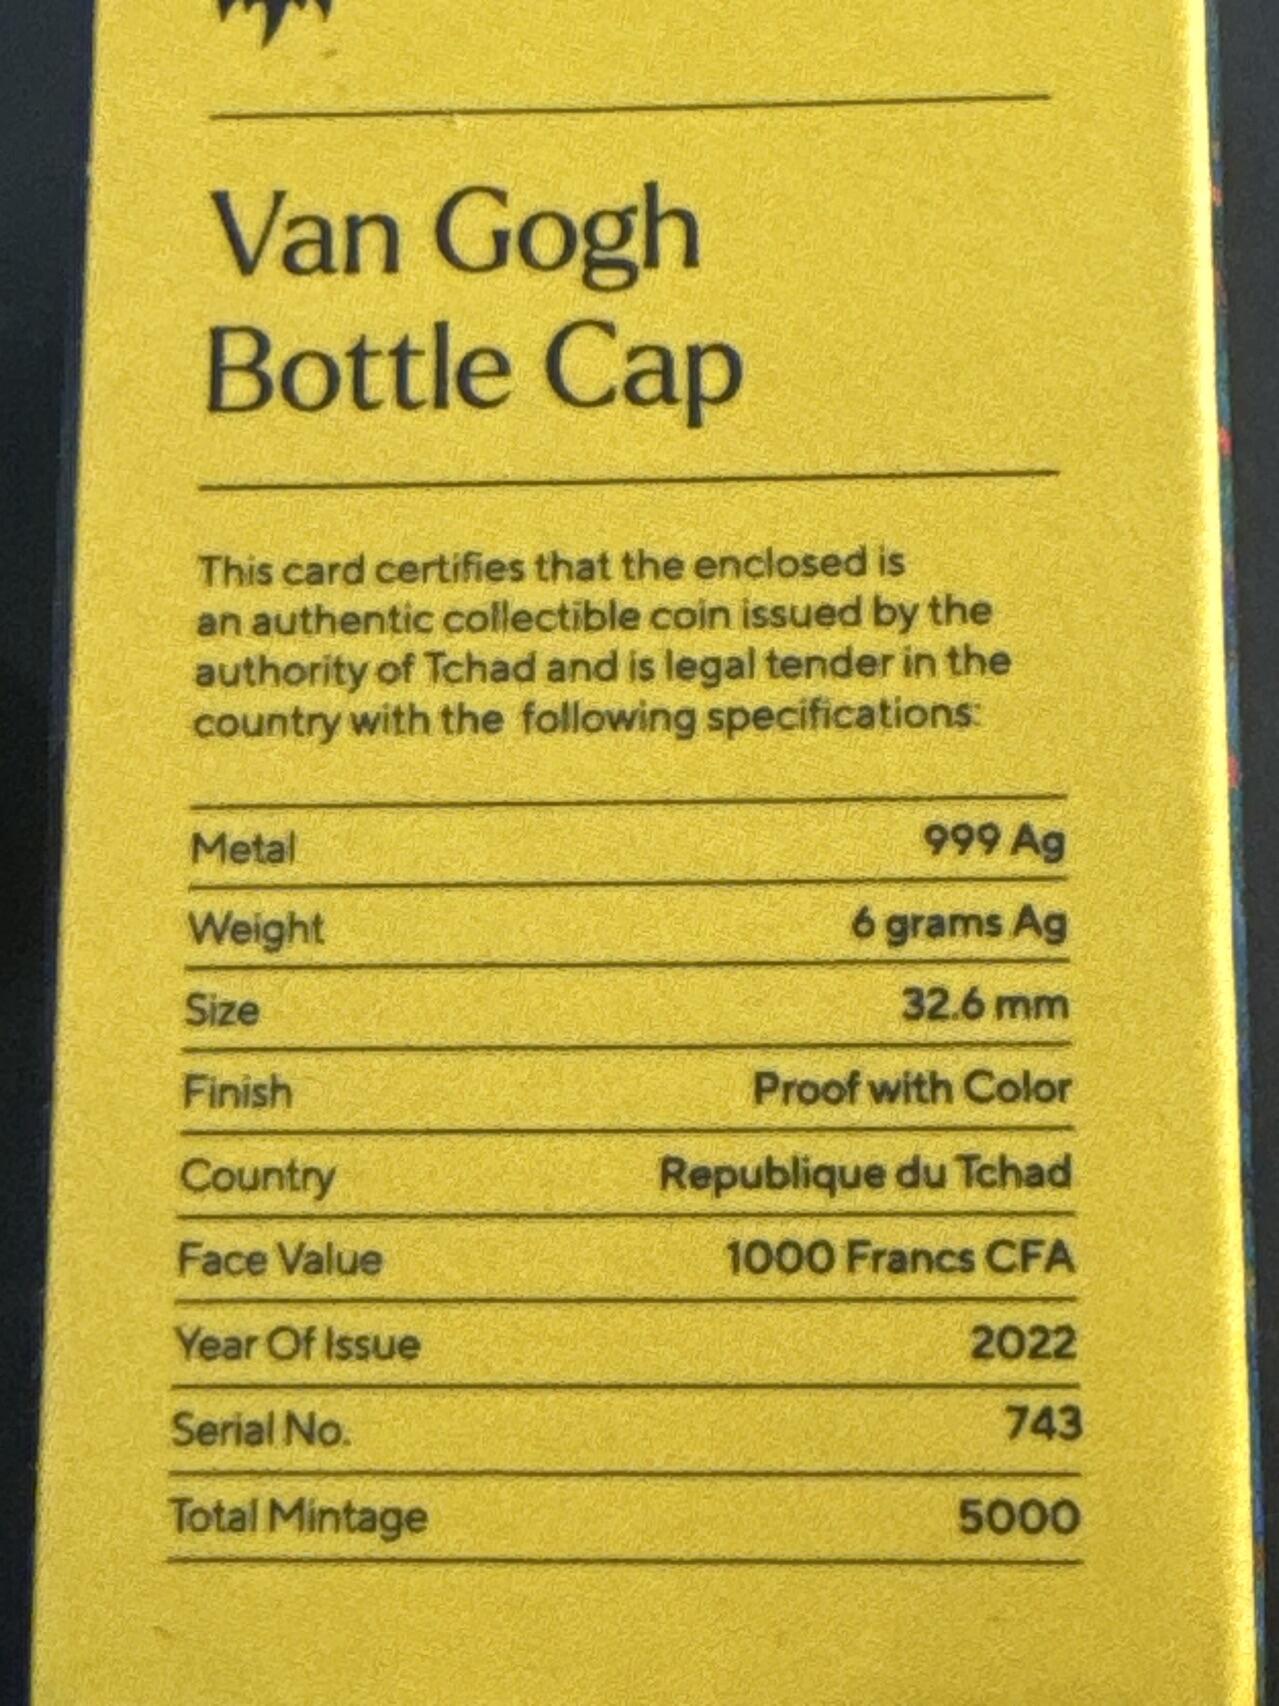 Van Gogh
Bottle Cap
This card certifies that the enclosed is
an authentic collectible coin issued by the
authority of Tchad and is legal tender in the
country with the following specifications:
Metal 999 Ag
Weight 6 grams Ag
Size 32.6 mm
Finish Proof with Color
Country Republique du Tchad
Face Value 1000 Francs CFA
Year Of Issue 2022
Serial No. 743
Total Mintage 5000